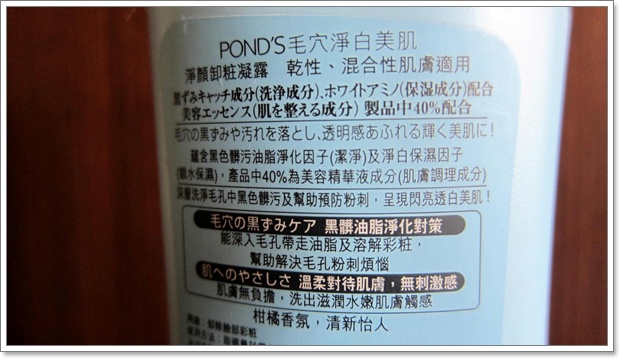 POND'S毛穴淨白美肌
淨顏卸粧凝露 乾性、混合性肌膚適用
黒ずみキャッチ成分(洗浄成分)、ホワイトアミノ(保湿成分)配合
美容エッセンス(肌を整える成分) 製品中40%配合
毛穴の黒ずみや汚れを落とし、透明感あふれる輝く美肌に!
蘊含黑色髒污油脂淨化因子(潔淨)及淨白保濕因子
(鎖水保濕),產品中40%為美容精華液成分(肌膚調理成分)
深層洗淨毛孔中黑色髒污及幫助預防粉刺,呈現閃亮透白美肌!
毛穴の黒ずみケア 黑髒油脂淨化對策
能深入毛孔帶走油脂及溶解彩粧,
幫助解決毛孔粉刺煩惱
肌へのやさしさ 溫柔對待肌膚,無刺激感
肌膚無負擔,洗出滋潤水嫩肌膚觸感
柑橘香氛,清新怡人
用途:卸除臉部彩粧